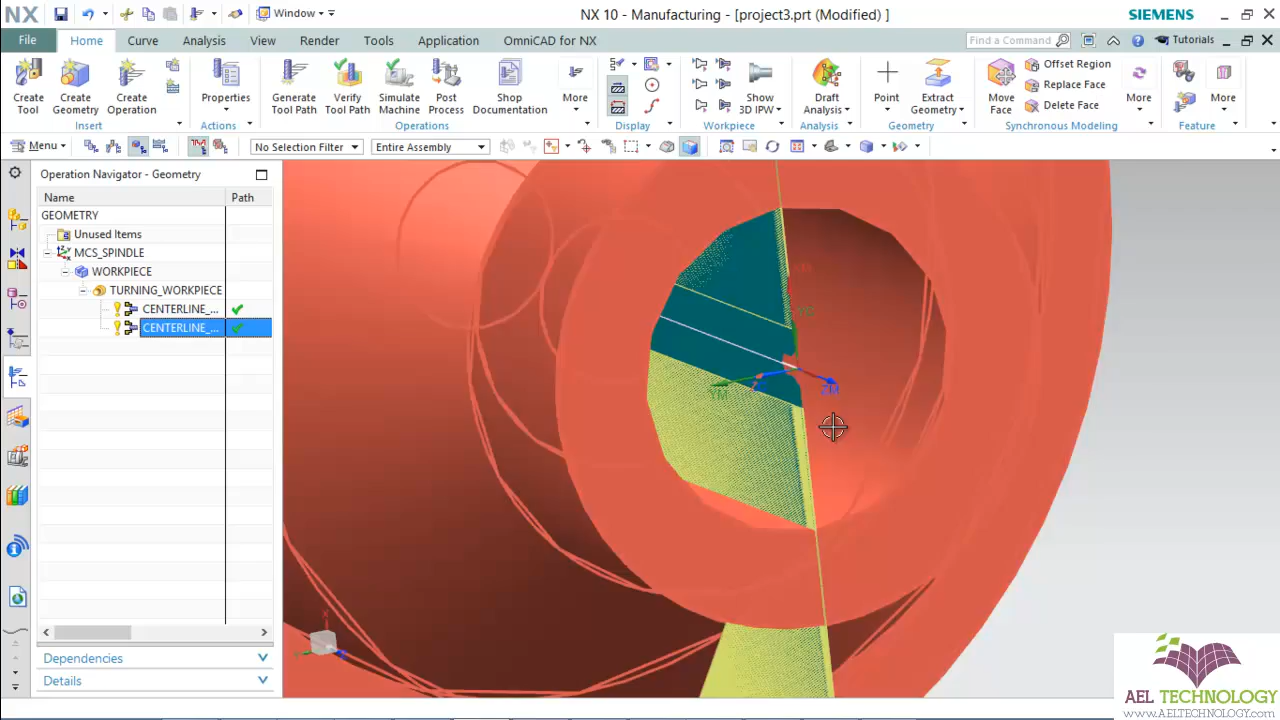 NX
Window
NX 10 - Manufacturing - [project3.prt (Modified) ]
SIEMENS
File
Home
Curve
Analysis
View
Render
Tools
Application
OmniCAD for NX
Find a Command
Tutorials
Create Tool
Create Geometry
Create Operation
Properties
Generate Tool Path
Verify Tool Path
Simulate Machine
Post Process
Shop Documentation
More
Show 3D IPW
Draft Analysis
Point
Extract Geometry
Move Face
Offset Region
Replace Face
Delete Face
More
More
Insert
Actions
Operations
Display
Workpiece
Analysis
Geometry
Synchronous Modeling
Feature
Menu
No Selection Filter
Entire Assembly
Operation Navigator - Geometry
Name
Path
GEOMETRY
Unused Items
MCS_SPINDLE
WORKPIECE
TURNING_WORKPIECE
CENTERLINE_...
CENTERLINE_...
Dependencies
Details
YM
ZM
AEL TECHNOLOGY
www.AELTECHNOLOGY.com